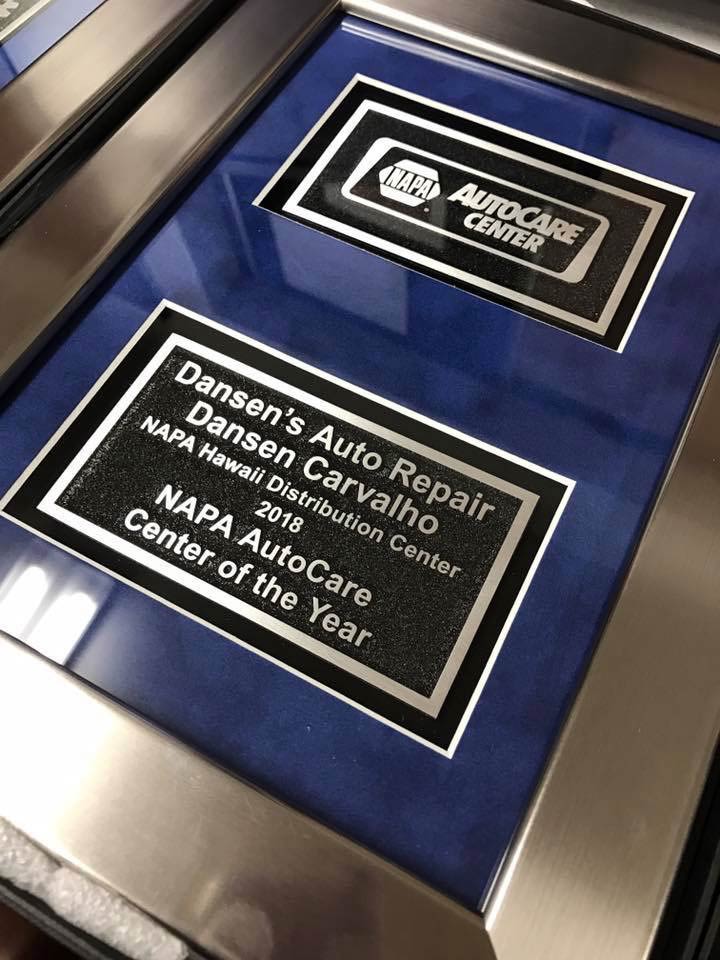 NAPA
AUTOCARE
CENTER
Dansen's Auto Repair
Dansen Carvalho
NAPA Hawaii Distribution Center
2018
NAPA AutoCare
Center of the Year